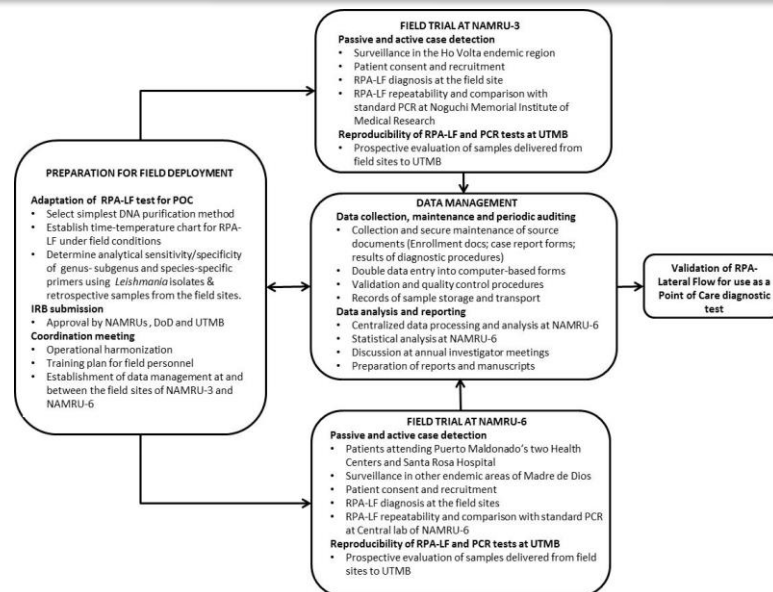 PREPARATION FOR FIELD DEPLOYMENT
Adaptation of RPA-LF test for POC
• Select simplest DNA purification method
• Establish time-temperature chart for RPA-
LF under field conditions
• Determine analytical sensitivity/specificity
of genus- subgenus and species-specific
primers using Leishmania isolates &
retrospective samples from the field sites.
IRB submission
• Approval by NAMRUs, DoD and UTMB
Coordination meeting
• Operational harmonization
• Training plan for field personnel
• Establishment of data management at and
between the field sites of NAMRU-3 and
NAMRU-6
FIELD TRIAL AT NAMRU-3
Passive and active case detection
• Surveillance in the Ho Volta endemic region
• Patient consent and recruitment
• RPA-LF diagnosis at the field site
• RPA-LF repeatability and comparison with
standard PCR at Noguchi Memorial Institute of
Medical Research
Reproducibility of RPA-LF and PCR tests at UTMB
• Prospective evaluation of samples delivered from
field sites to UTMB
DATA MANAGEMENT
Data collection, maintenance and periodic auditing
• Collection and secure maintenance of source
documents (Enrollment docs; case report forms;
results of diagnostic procedures)
• Double data entry into computer-based forms
• Validation and quality control procedures
• Records of sample storage and transport
Data analysis and reporting
• Centralized data processing and analysis at NAMRU-6
• Statistical analysis at NAMRU-6
• Discussion at annual investigator meetings
• Preparation of reports and manuscripts
FIELD TRIAL AT NAMRU-6
Passive and active case detection
• Patients attending Puerto Maldonado's two Health
Centers and Santa Rosa Hospital
• Surveillance in other endemic areas of Madre de Dios
• Patient consent and recruitment
• RPA-LF diagnosis at the field sites
• RPA-LF repeatability and comparison with standard PCR
at Central lab of NAMRU-6
Reproducibility of RPA-LF and PCR tests at UTMB
• Prospective evaluation of samples delivered from field
sites to UTMB
Validation of RPA-
Lateral Flow for use as a
Point of Care diagnostic
test